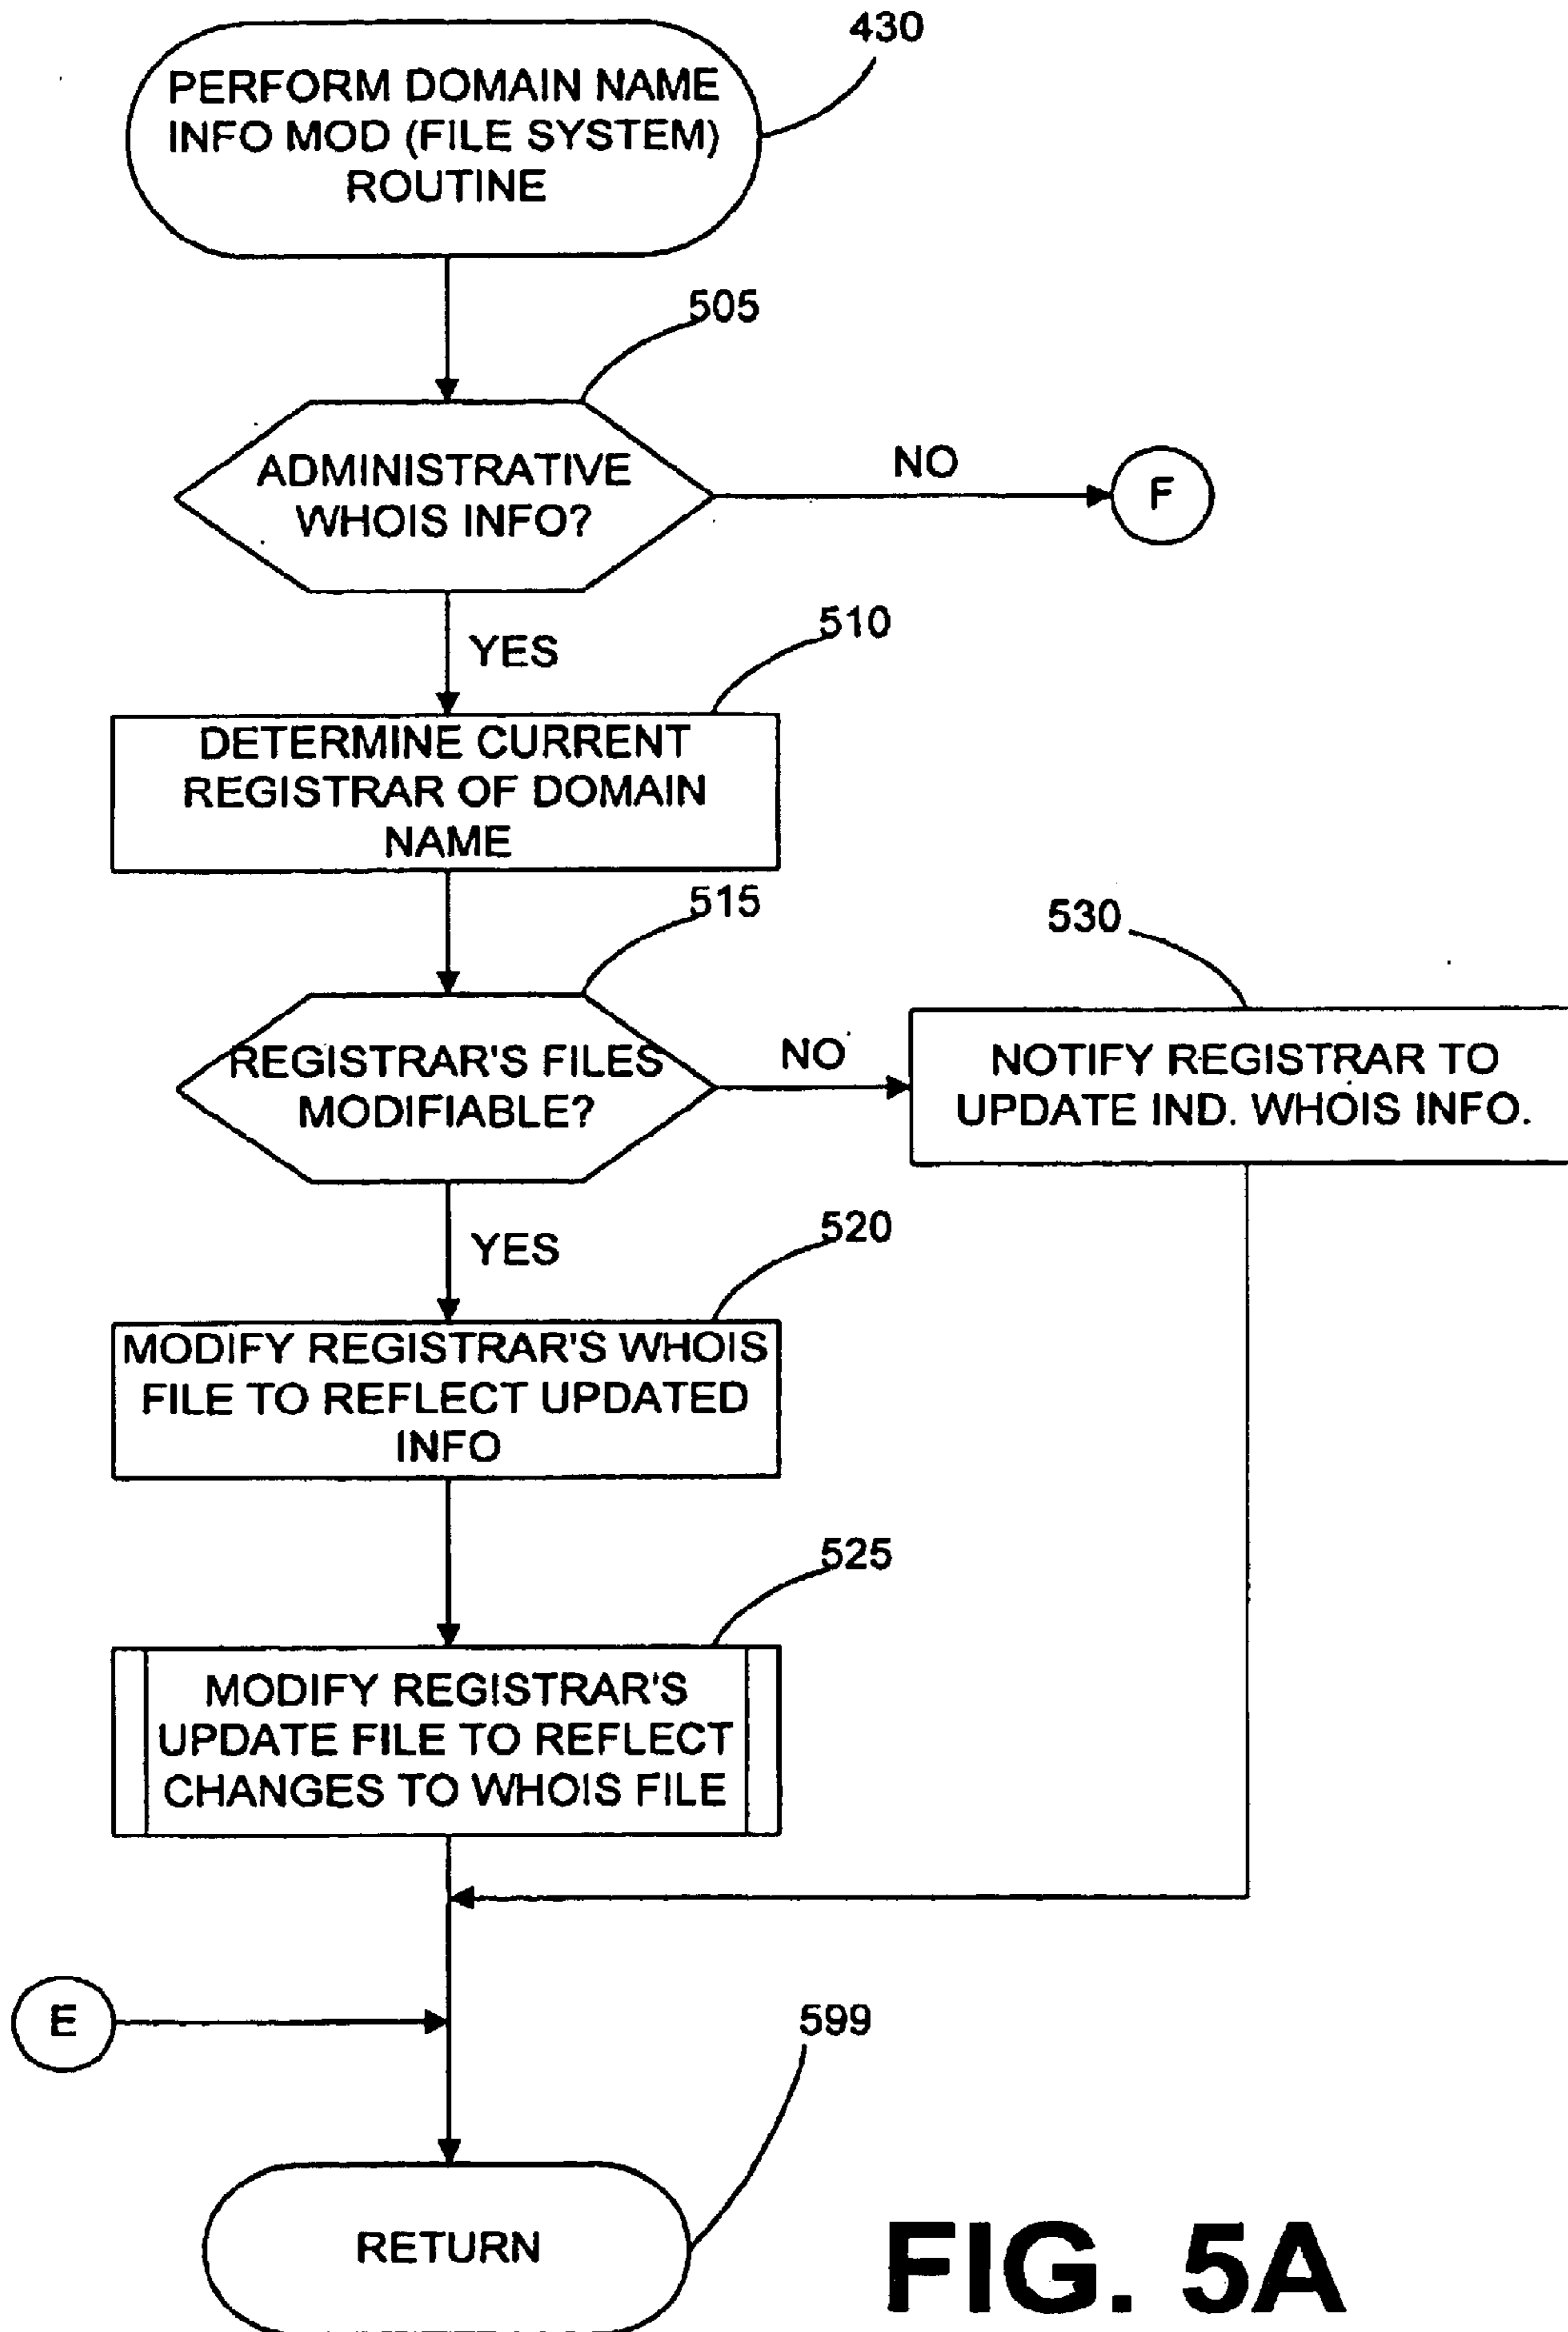 430
PERFORM DOMAIN NAME
INFO MOD (FILE SYSTEM)
ROUTINE
505
ADMINISTRATIVE
WHOIS INFO?
NO
F
YES
510
DETERMINE CURRENT
REGISTRAR OF DOMAIN
NAME
515
REGISTRAR'S FILES
MODIFIABLE?
NO
530
NOTIFY REGISTRAR TO
UPDATE IND. WHOIS INFO.
YES
520
MODIFY REGISTRAR'S WHOIS
FILE TO REFLECT UPDATED
INFO
525
MODIFY REGISTRAR'S
UPDATE FILE TO REFLECT
CHANGES TO WHOIS FILE
E
599
RETURN
FIG. 5A